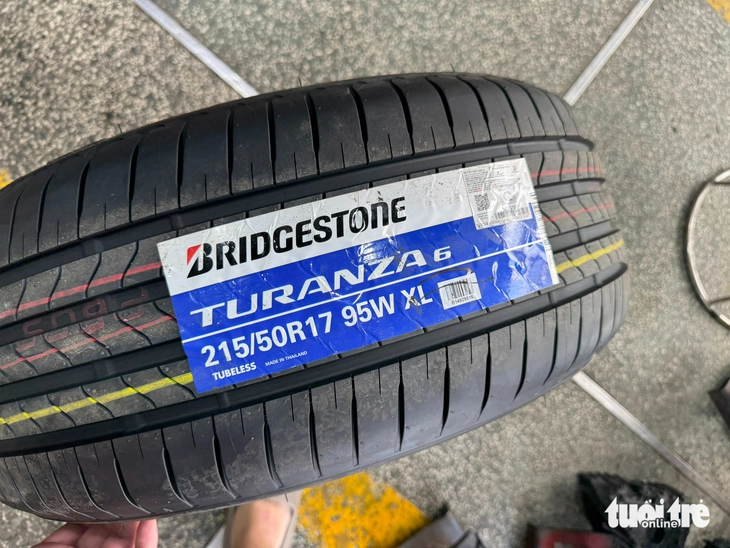 BRIDGESTONE
TURANZA 6
215/50R17 95W XL
TUBELESS MADE IN THAILAND
tuổi trẻ
online